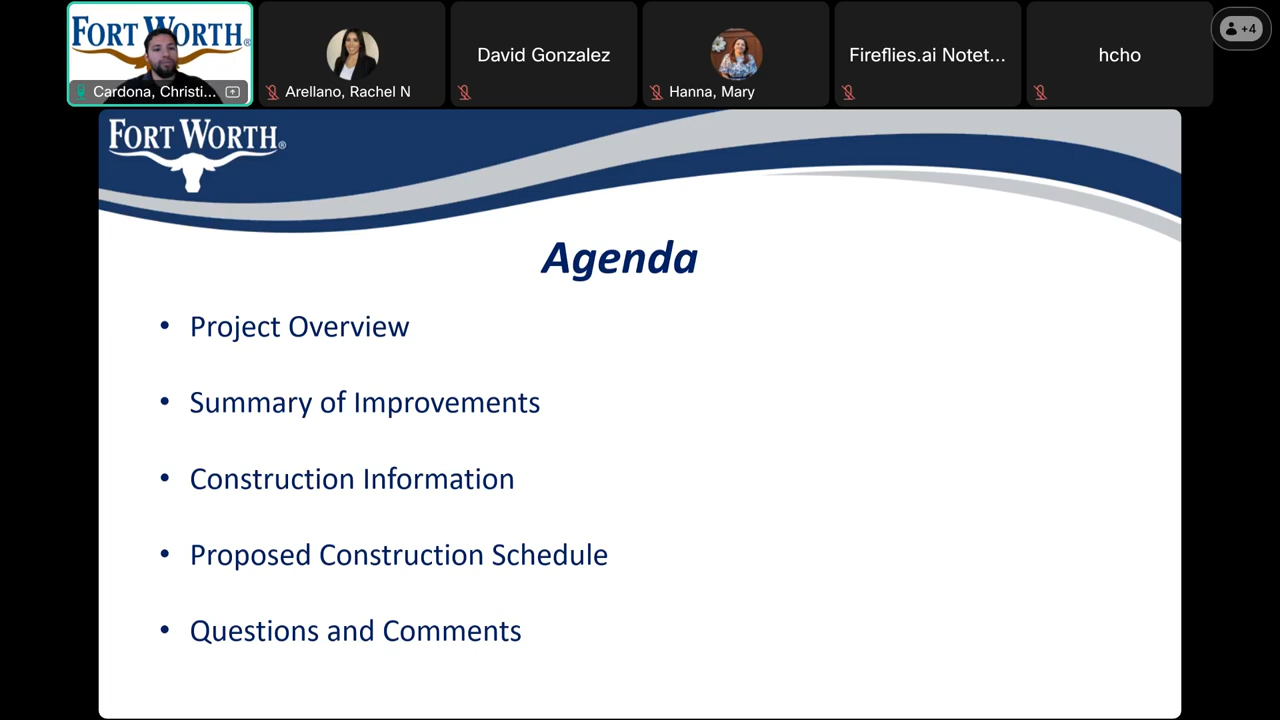 FORT WORTH®
Cardona, Christi...
Arellano, Rachel N
David Gonzalez
Hanna, Mary
Fireflies.ai Notet...
hcho
+4
FORT WORTH®
Agenda
• Project Overview
• Summary of Improvements
• Construction Information
• Proposed Construction Schedule
• Questions and Comments